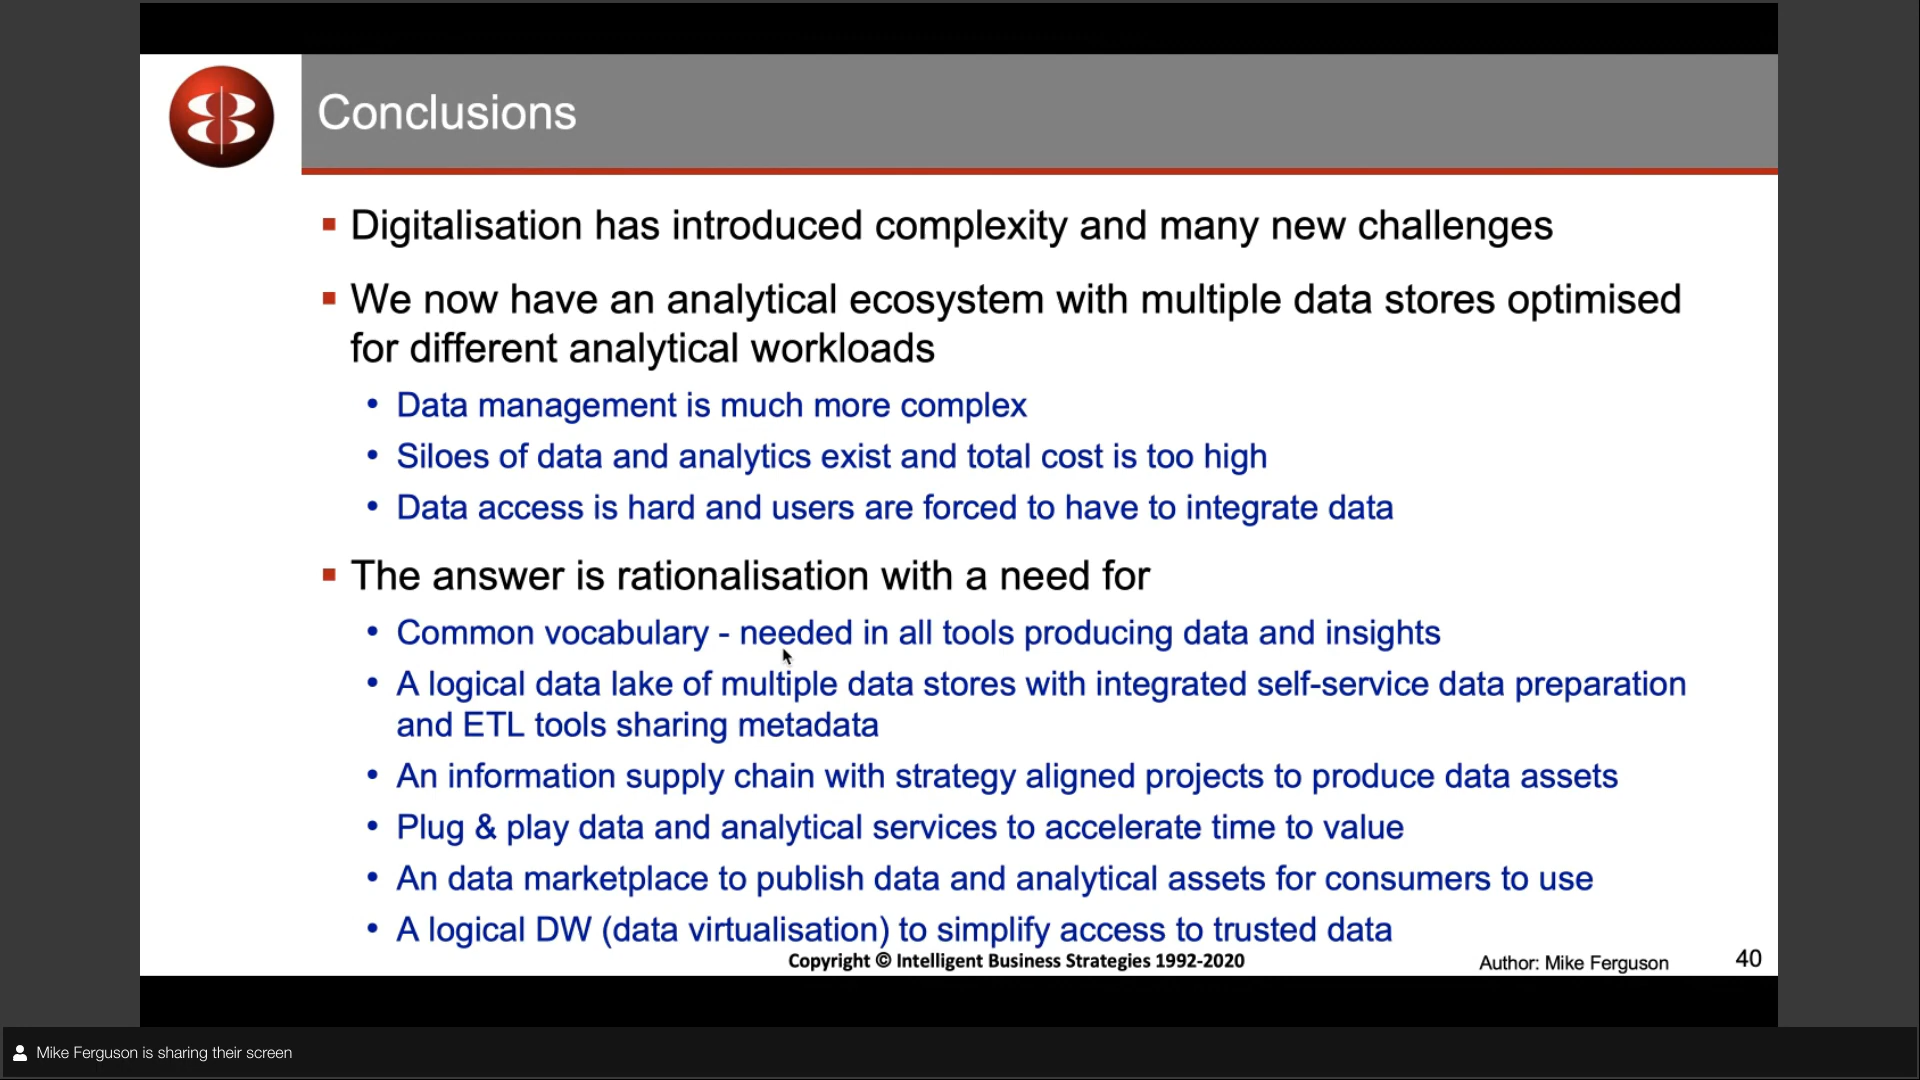 Conclusions
Digitalisation has introduced complexity and many new challenges
We now have an analytical ecosystem with multiple data stores optimised
for different analytical workloads
Data management is much more complex
Siloes of data and analytics exist and total cost is too high
Data access is hard and users are forced to have to integrate data
The answer is rationalisation with a need for
Common vocabulary - needed in all tools producing data and insights
A logical data lake of multiple data stores with integrated self-service data preparation
and ETL tools sharing metadata
An information supply chain with strategy aligned projects to produce data assets
Plug & play data and analytical services to accelerate time to value
An data marketplace to publish data and analytical assets for consumers to use
A logical DW (data virtualisation) to simplify access to trusted data
Copyright © Intelligent Business Strategies 1992-2020
Author: Mike Ferguson
40
Mike Ferguson is sharing their screen